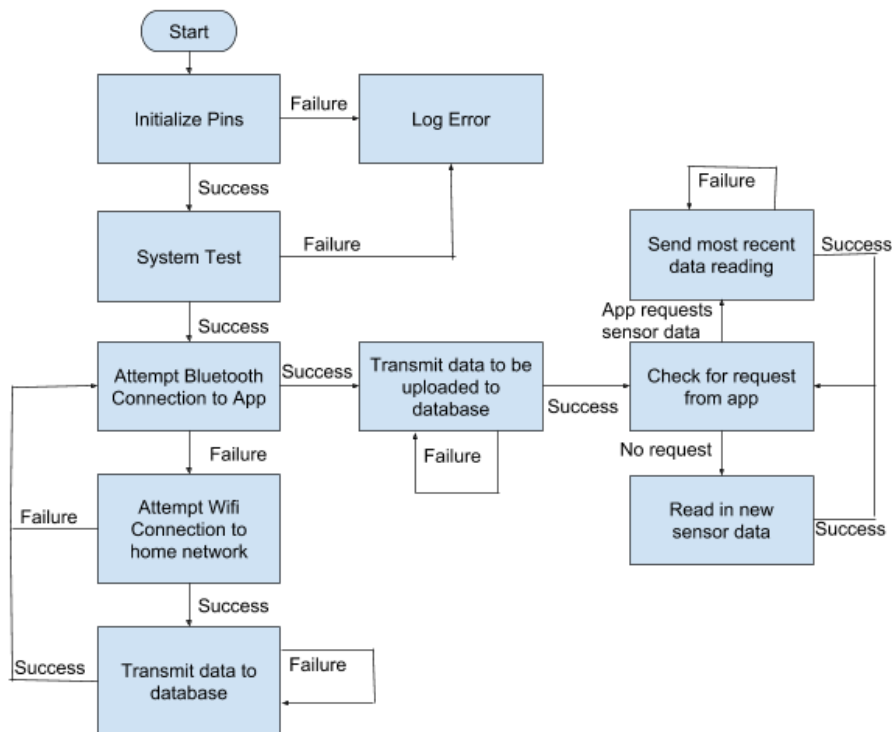 Start
Initialize Pins
Failure
Log Error
Success
System Test
Failure
Success
Attempt Bluetooth
Connection to App
Success
Transmit data to be
uploaded to
database
Failure
Success
Check for request
from app
App requests
sensor data
Send most recent
data reading
Failure
Success
No request
Read in new
sensor data
Success
Failure
Attempt Wifi
Connection to
home network
Failure
Success
Transmit data to
database
Failure
Success